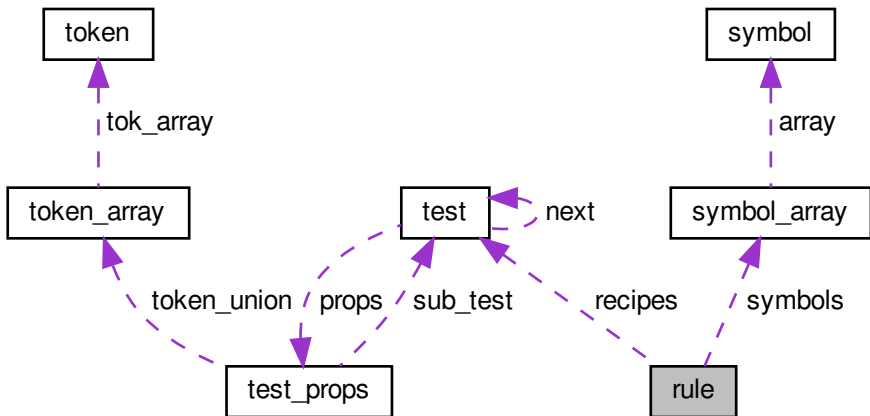 token
symbol
tok_array
array
token_array
test
next
symbol_array
token_union
props
sub_test
recipes
symbols
test_props
rule